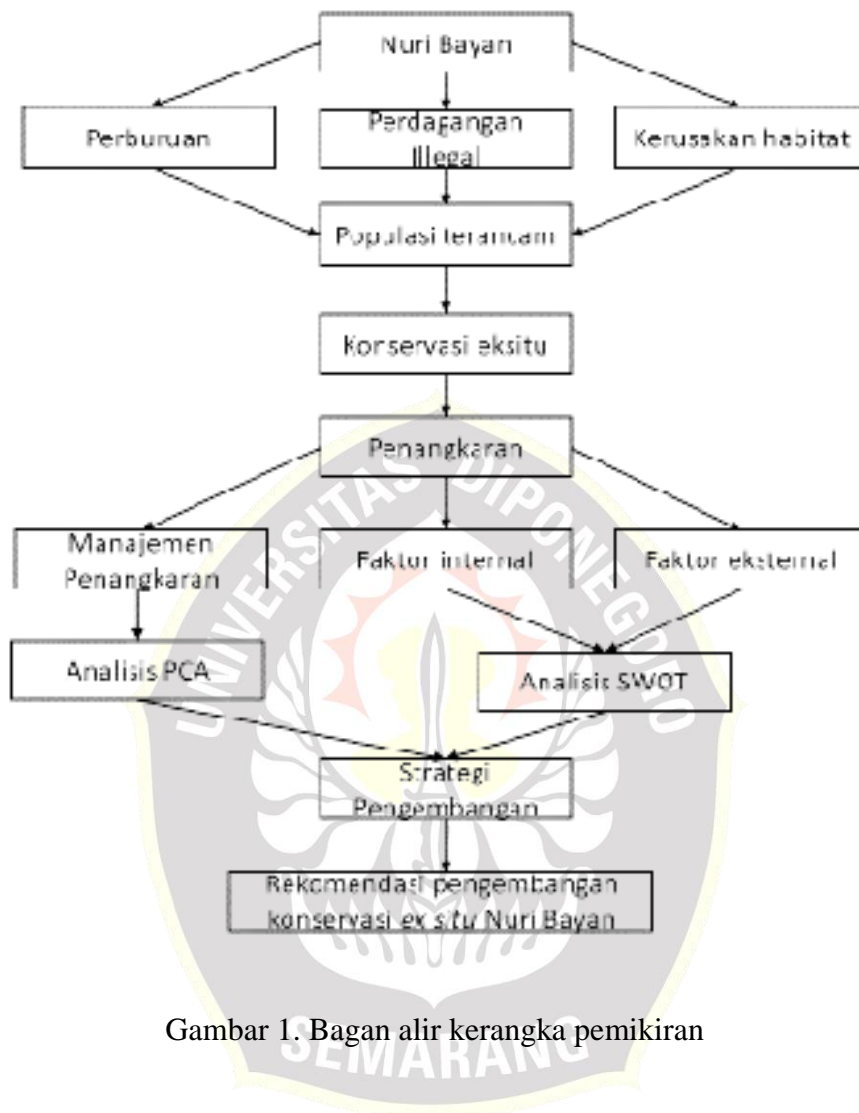 Nuri Bayan
Perburuan
Perdagangan
Illegal
Kerusakan habitat
Populasi terancam
Konservasi eksitu
Penangkaran
Manajemen
Penangkaran
Faktor internal
Faktor eksternal
Analisis PCA
Analisis SWOT
Strategi
Pengembangan
Rekomendasi pengembangan
konservasi ex situ Nuri Bayan
Gambar 1. Bagan alir kerangka pemikiran
UNIVERSITAS DIPONEGORO
SEMARANG